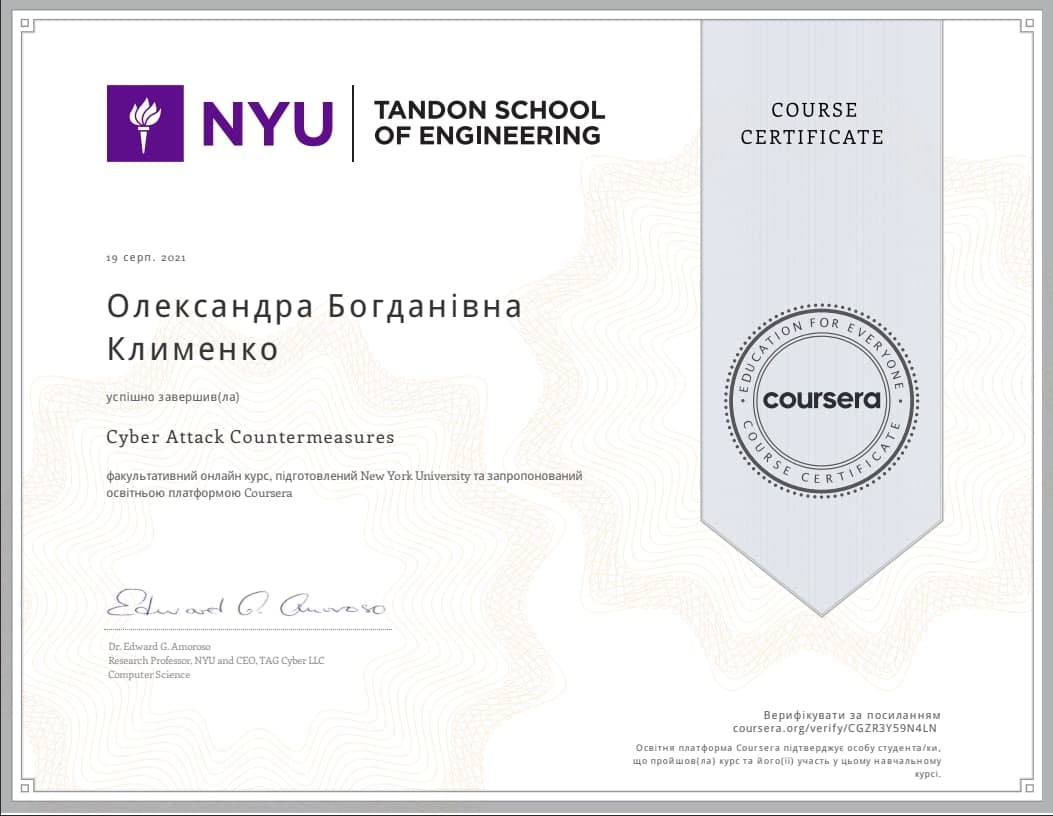 NYU
TANDON SCHOOL
OF ENGINEERING
COURSE
CERTIFICATE
19 серп. 2021
Олександра Богданівна
Клименко
успішно завершив(ла)
Cyber Attack Countermeasures
факультативний онлайн курс, підготовлений New York University та запропонований
освітньою платформою Coursera
EDUCATION FOR EVERYONE
coursera
COURSE CERTIFICATE
Edward G. Amoroso
Dr. Edward G. Amoroso
Research Professor, NYU and CEO, TAG Cyber LLC
Computer Science
Верифікувати за посиланням
coursera.org/verify/CGZR3Y59N4LN
Освітня платформа Coursera підтверджує особу студента/ки,
що пройшов(ла) курс та його(її) участь у цьому навчальному
курсі.